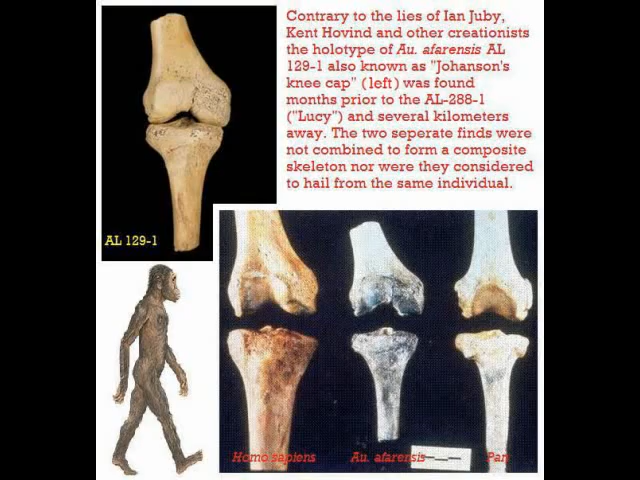 Contrary to the lies of Ian Juby,
Kent Hovind and other creationists
the holotype of Au. afarensis AL
129-1 also known as "Johanson's
knee cap" (left) was found
months prior to the AL-288-1
("Lucy") and several kilometers
away. The two seperate finds were
not combined to form a composite
skeleton nor were they considered
to hail from the same individual.
AL 129-1
Homo sapiens
Au. afarensis
Pan